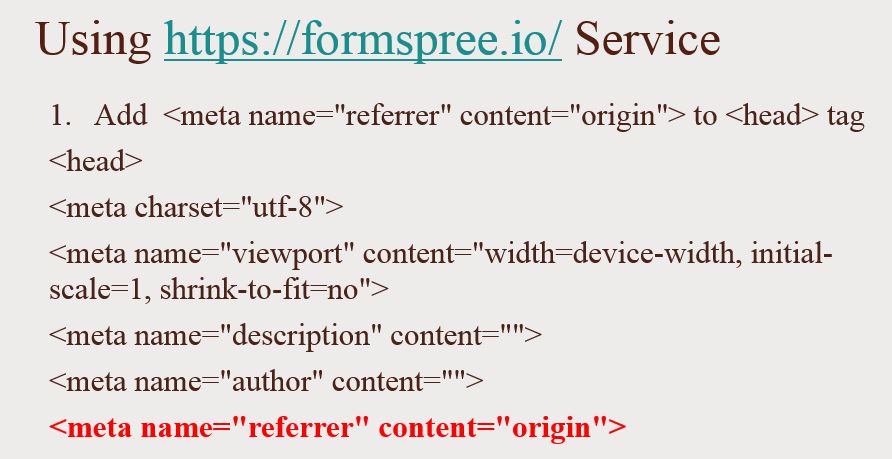 Using https://formspree.io/ Service
1. Add <meta name="referrer" content="origin"> to <head> tag
<head>
<meta charset="utf-8">
<meta name="viewport" content="width=device-width, initial-
scale=1, shrink-to-fit=no">
<meta name="description" content="">
<meta name="author" content="">
<meta name="referrer" content="origin">